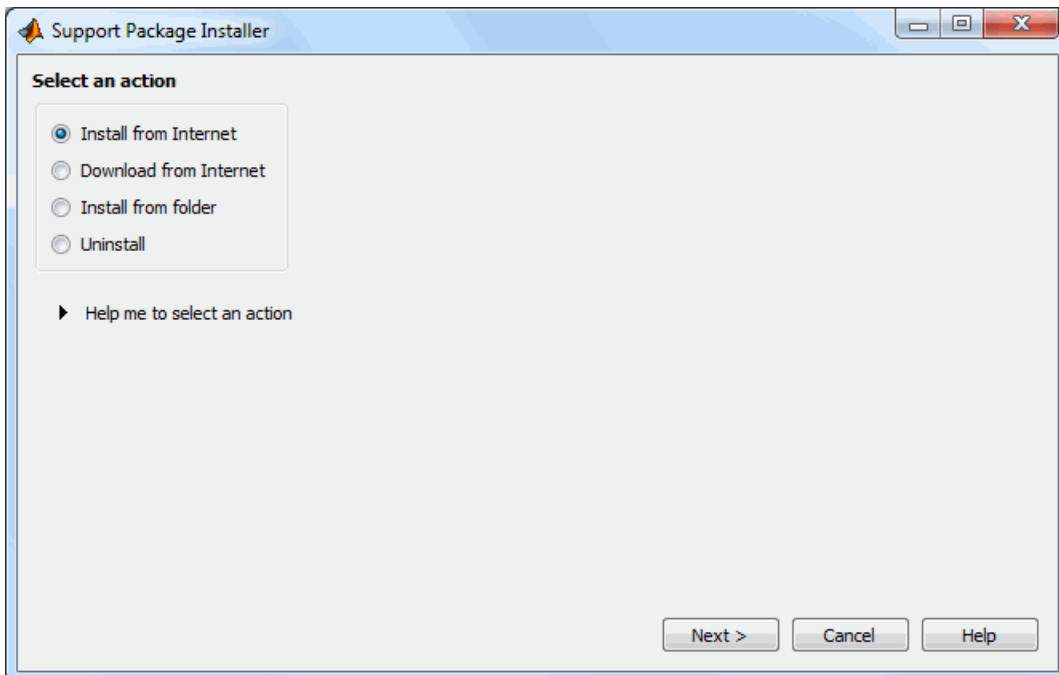 Support Package Installer
Select an action
Install from Internet
Download from Internet
Install from folder
Uninstall
Help me to select an action
Next > Cancel Help